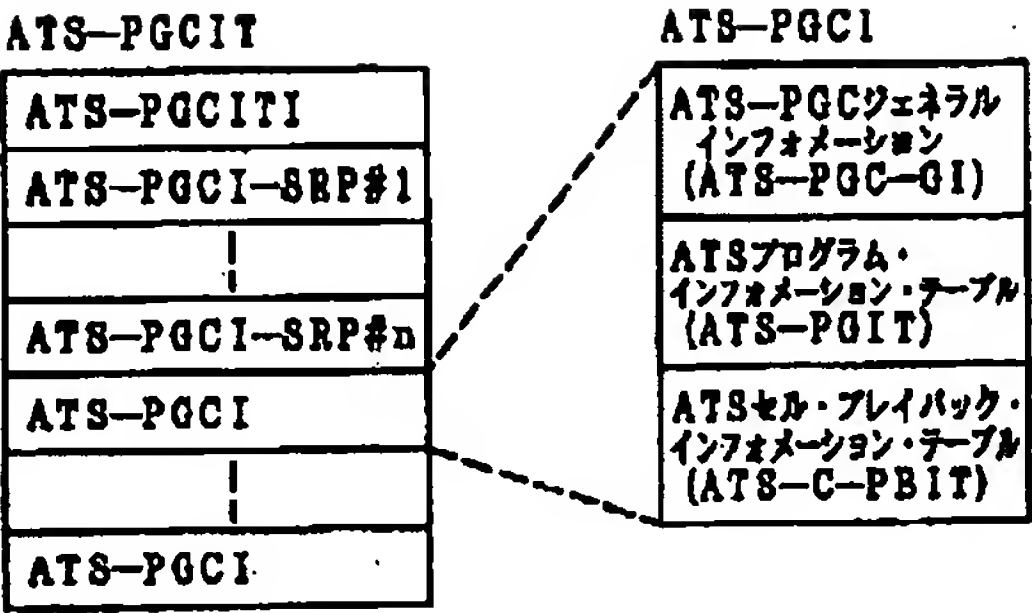 ATS-PGCIT
ATS-PGCITI
ATS-PGCI-SRP#1
ATS-PGCI-SRP#n
ATS-PGCI
ATS-PGCI
ATS-PGCI
ATS-PGCジェネラル
インフォメーション
(ATS-PGC-GI)
ATSプログラム・
インフォメーション・テーブル
(ATS-PGIT)
ATSセル・プレイバック・
インフォメーション・テーブル
(ATS-C-PBIT)